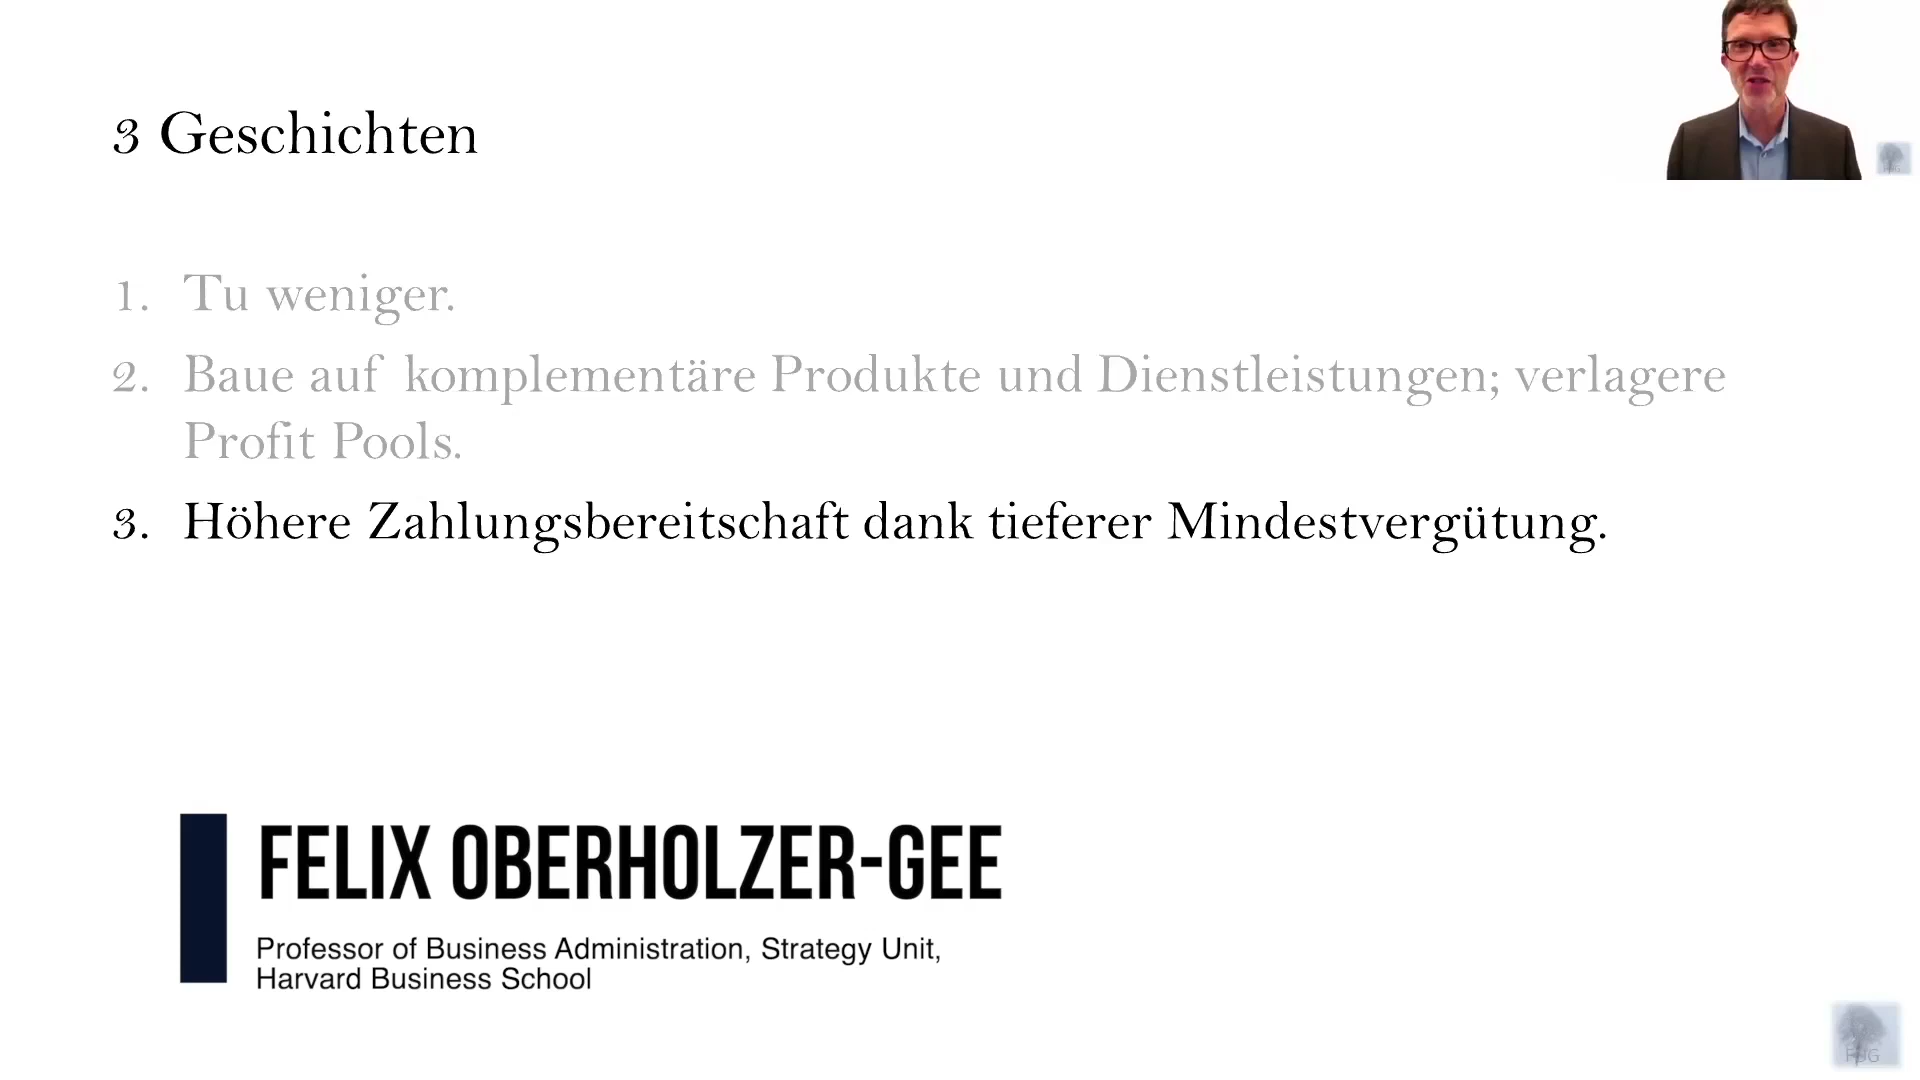 3 Geschichten
1. Tu weniger.
2. Baue auf komplementäre Produkte und Dienstleistungen; verlagere
Profit Pools.
3. Höhere Zahlungsbereitschaft dank tieferer Mindestvergütung.
FELIX OBERHOLZER-GEE
Professor of Business Administration, Strategy Unit,
Harvard Business School